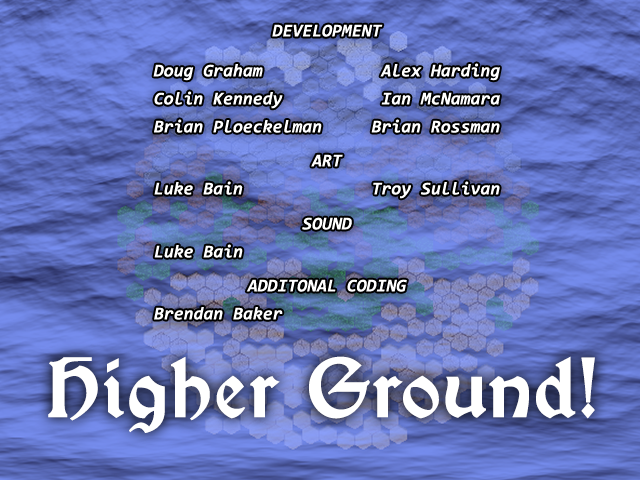 DEVELOPMENT
Doug Graham Alex Harding
Colin Kennedy Ian McNamara
Brian Ploeckelman Brian Rossman
ART
Luke Bain Troy Sullivan
SOUND
Luke Bain
ADDITONAL CODING
Brendan Baker
Higher Ground!